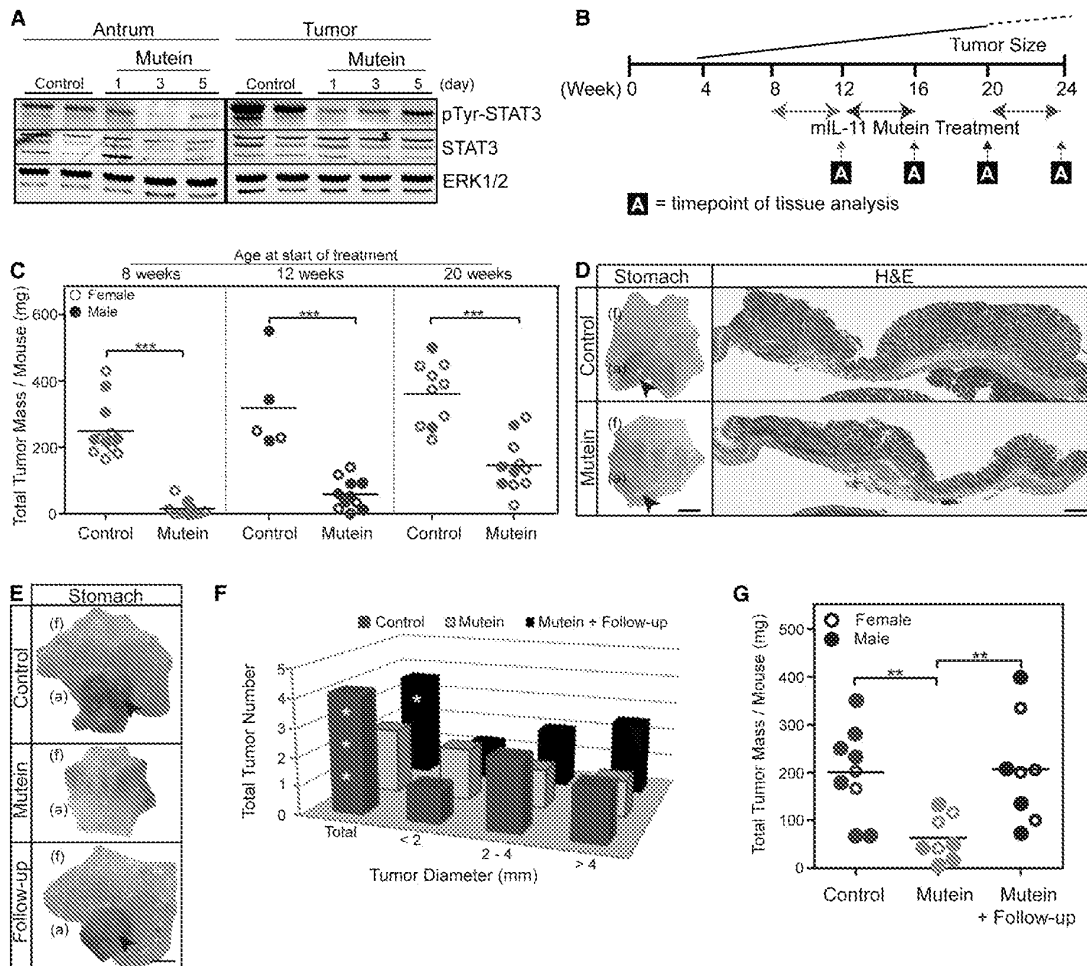 A
Antrum
Tumor
Mutein
Mutein
Control
1
3
5
Control
1
3
5
(day)
pTyr-STAT3
STAT3
ERK1/2
B
Tumor Size
(Week)
0
4
8
12
16
20
24
mIL-11 Mutein Treatment
A
A
A
A
A = timepoint of tissue analysis
C
Age at start of treatment
8 weeks
12 weeks
20 weeks
Female
Male
Total Tumor Mass / Mouse (mg)
600
400
200
0
***
***
***
Control
Mutein
Control
Mutein
Control
Mutein
D
Stomach
H&E
Control
(f)
(a)
Mutein
(f)
E
Stomach
Control
(f)
(a)
Mutein
(f)
(a)
Follow-up
(f)
(a)
F
Control
Mutein
Mutein + Follow-up
Total Tumor Number
5
4
3
2
1
0
*
*
*
*
Total
< 2
2 - 4
> 4
Tumor Diameter (mm)
G
Female
Male
Total Tumor Mass / Mouse (mg)
500
400
300
200
100
0
**
**
Control
Mutein
Mutein
+ Follow-up